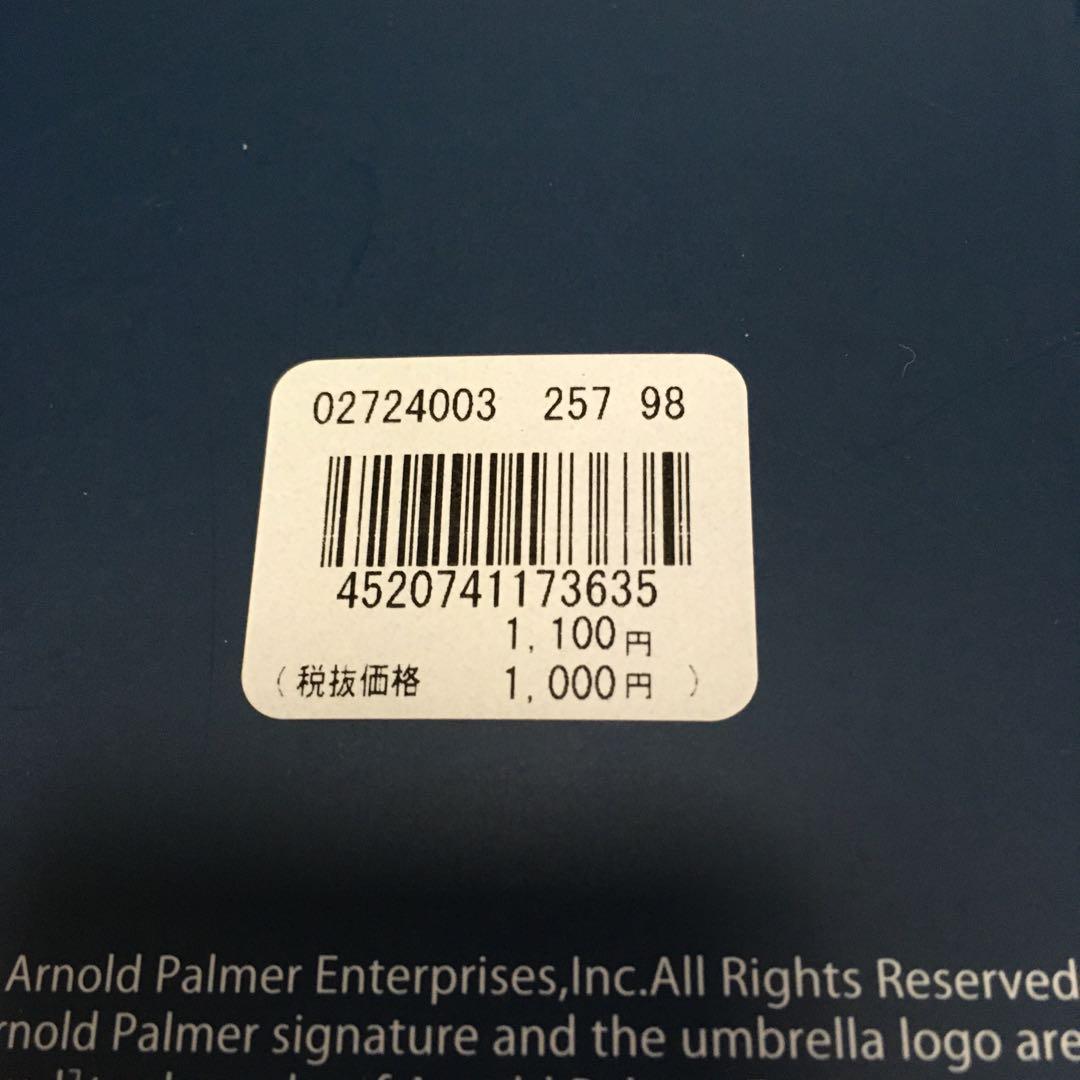 02724003 257 98
4520741173635
1,100円
(税抜価格 1,000円)
Arnold Palmer Enterprises,Inc.All Rights Reserved
rnold Palmer signature and the umbrella logo are